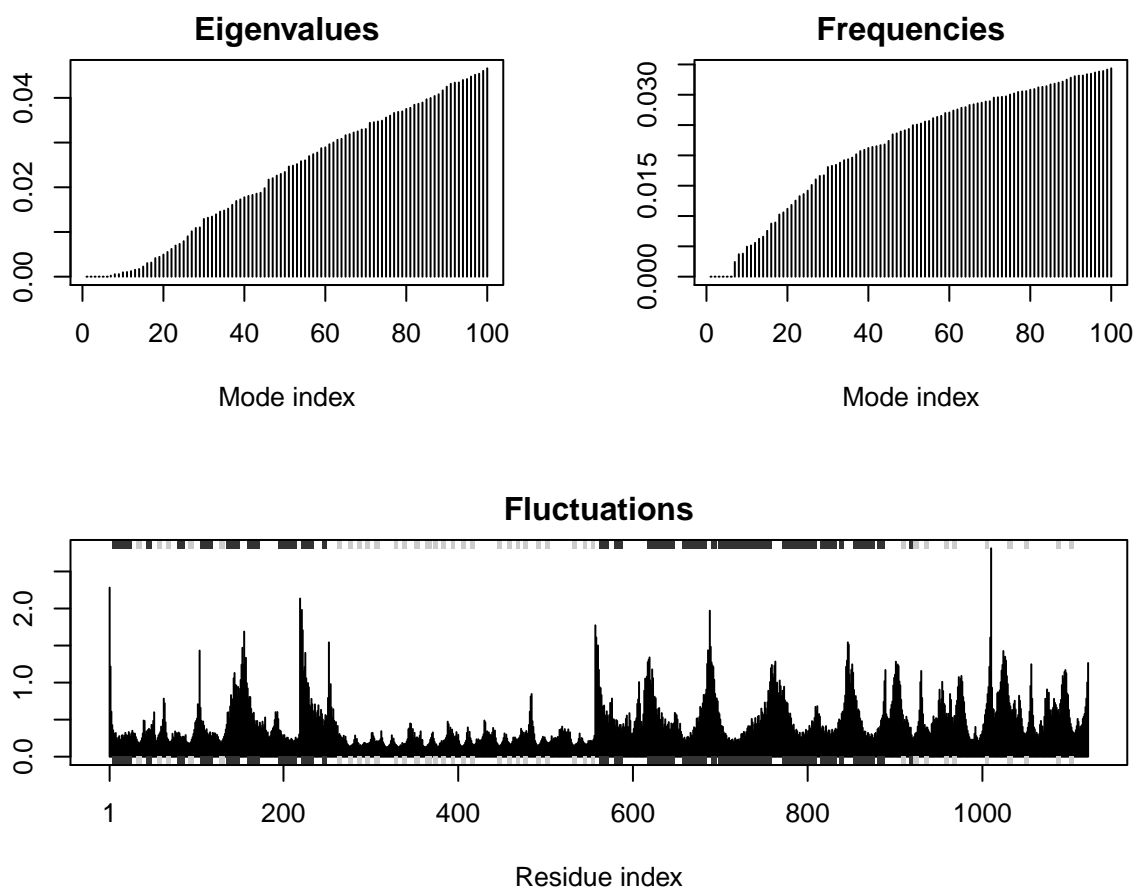 Eigenvalues
0.04
0.02
0.00
0 20 40 60 80 100
Mode index
Frequencies
0.030
0.015
0.000
0 20 40 60 80 100
Mode index
Fluctuations
2.0
1.0
0.0
1 200 400 600 800 1000
Residue index